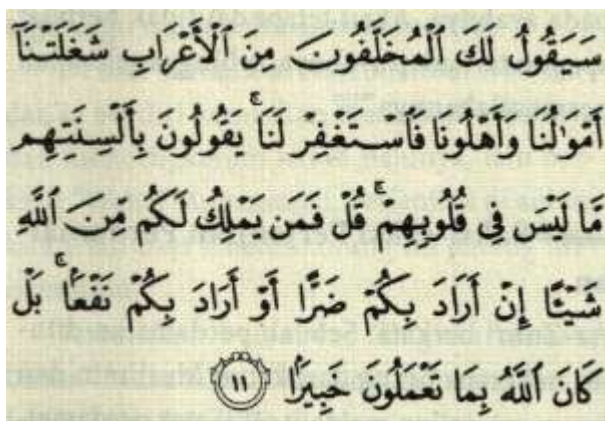 سَيَقُولُ لَكَ ٱلْمُخَلَّفُونَ مِنَ ٱلْأَعْرَابِ شَغَلَتْنَآ
أَمْوَٰلُنَا وَأَهْلُونَا فَٱسْتَغْفِرْ لَنَا ۚ يَقُولُونَ بِأَلْسِنَتِهِم
مَّا لَيْسَ فِي قُلُوبِهِمْ ۚ قُلْ فَمَن يَمْلِكُ لَكُم مِّنَ ٱللَّهِ
شَيْـًٔا إِنْ أَرَادَ بِكُمْ ضَرًّا أَوْ أَرَادَ بِكُمْ نَفْعًۢا ۚ بَلْ
كَانَ ٱللَّهُ بِمَا تَعْمَلُونَ خَبِيرًا ١١